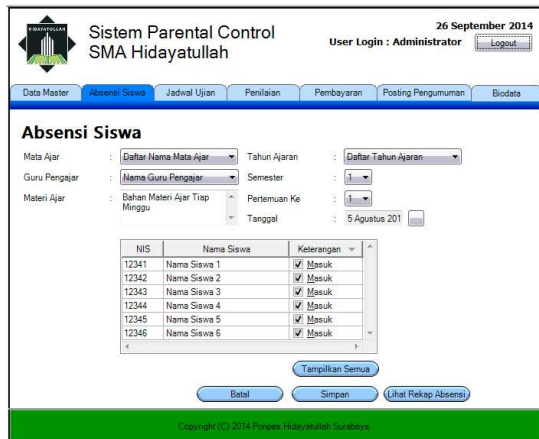 HIDAYATULLAH
Sistem Parental Control
SMA Hidayatullah
26 September 2014
User Login : Administrator Logout
Data Master Absensi Siswa Jadwal Ujian Penilaian Pembayaran Posting Pengumuman Biodata
Absensi Siswa
Mata Ajar : Daftar Nama Mata Ajar Tahun Ajaran : Daftar Tahun Ajaran
Guru Pengajar : Nama Guru Pengajar Semester : 1
Materi Ajar : Bahan Materi Ajar Tiap Minggu Pertemuan Ke : 1
Tanggal : 5 Agustus 201
NIS Nama Siswa Keterangan
12341 Nama Siswa 1 Masuk
12342 Nama Siswa 2 Masuk
12343 Nama Siswa 3 Masuk
12344 Nama Siswa 4 Masuk
12345 Nama Siswa 5 Masuk
12346 Nama Siswa 6 Masuk
Tampilkan Semua
Batal Simpan Lihat Rekap Absensi
Copyright (C) 2014 Ponpes Hidayatullah Surabaya.